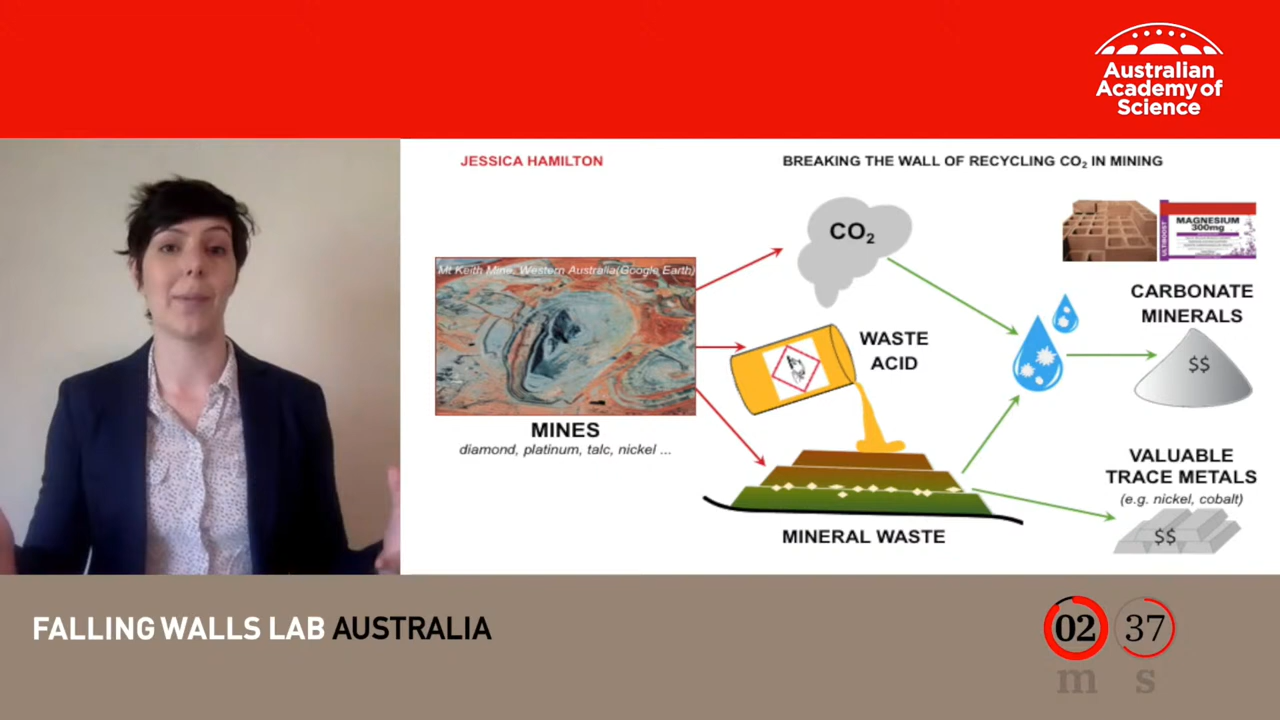 Australian
Academy of
Science
JESSICA HAMILTON
BREAKING THE WALL OF RECYCLING CO₂ IN MINING
CO₂
MAGNESIUM
300mg
ULTIBOOST
Mt Keith Mine, Western Australia(Google Earth)
CARBONATE
MINERALS
$$
WASTE
ACID
MINES
diamond, platinum, talc, nickel ...
VALUABLE
TRACE METALS
(e.g. nickel, cobalt)
$$
MINERAL WASTE
FALLING WALLS LAB AUSTRALIA
02 37
m s